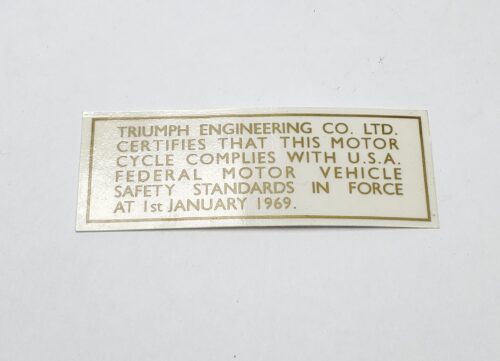 TRIUMPH ENGINEERING CO. LTD.
CERTIFIES THAT THIS MOTOR
CYCLE COMPLIES WITH U.S.A.
FEDERAL MOTOR VEHICLE
SAFETY STANDARDS IN FORCE
AT 1st JANUARY 1969.